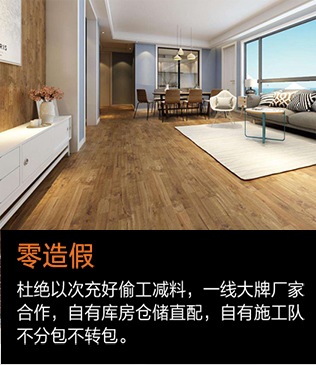 零造假
杜绝以次充好偷工减料，一线大牌厂家
合作，自有库房仓储直配，自有施工队
不分包不转包。